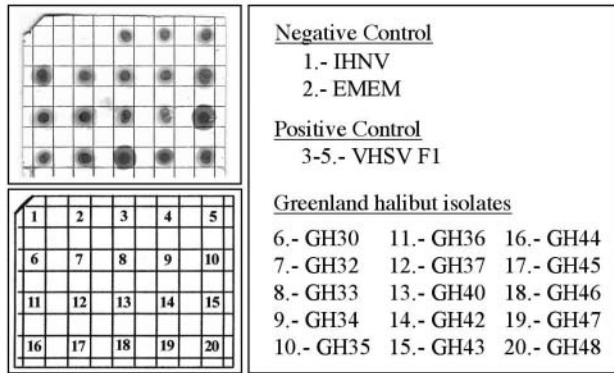 1 2 3 4 5
6 7 8 9 10
11 12 13 14 15
16 17 18 19 20
Negative Control
1.- IHNV
2.- EMEM
Positive Control
3-5.- VHSV F1
Greenland halibut isolates
6.- GH30 11.- GH36 16.- GH44
7.- GH32 12.- GH37 17.- GH45
8.- GH33 13.- GH40 18.- GH46
9.- GH34 14.- GH42 19.- GH47
10.- GH35 15.- GH43 20.- GH48